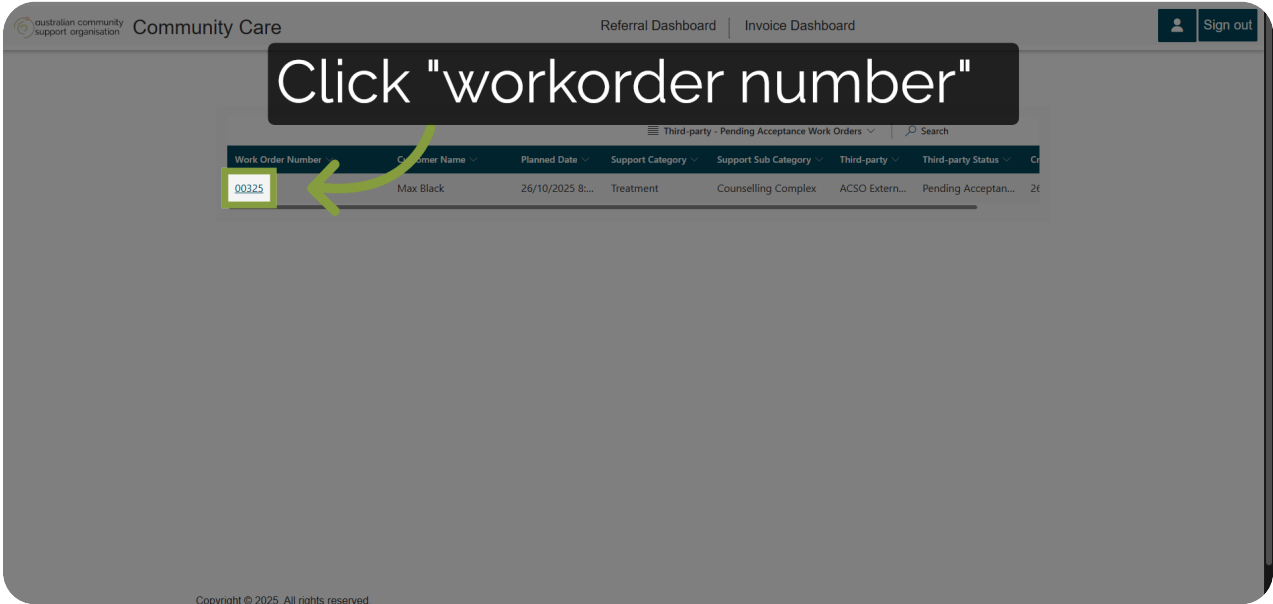 australian community
support organisation
Community Care
Referral Dashboard
Invoice Dashboard
Sign out
Click "workorder number"
Third-party - Pending Acceptance Work Orders
Search
Work Order Number
Customer Name
Planned Date
Support Category
Support Sub Category
Third-party
Third-party Status
00325
Max Black
26/10/2025 8:...
Treatment
Counselling Complex
ACSO Extern...
Pending Acceptan...
Copyright © 2025. All rights reserved.